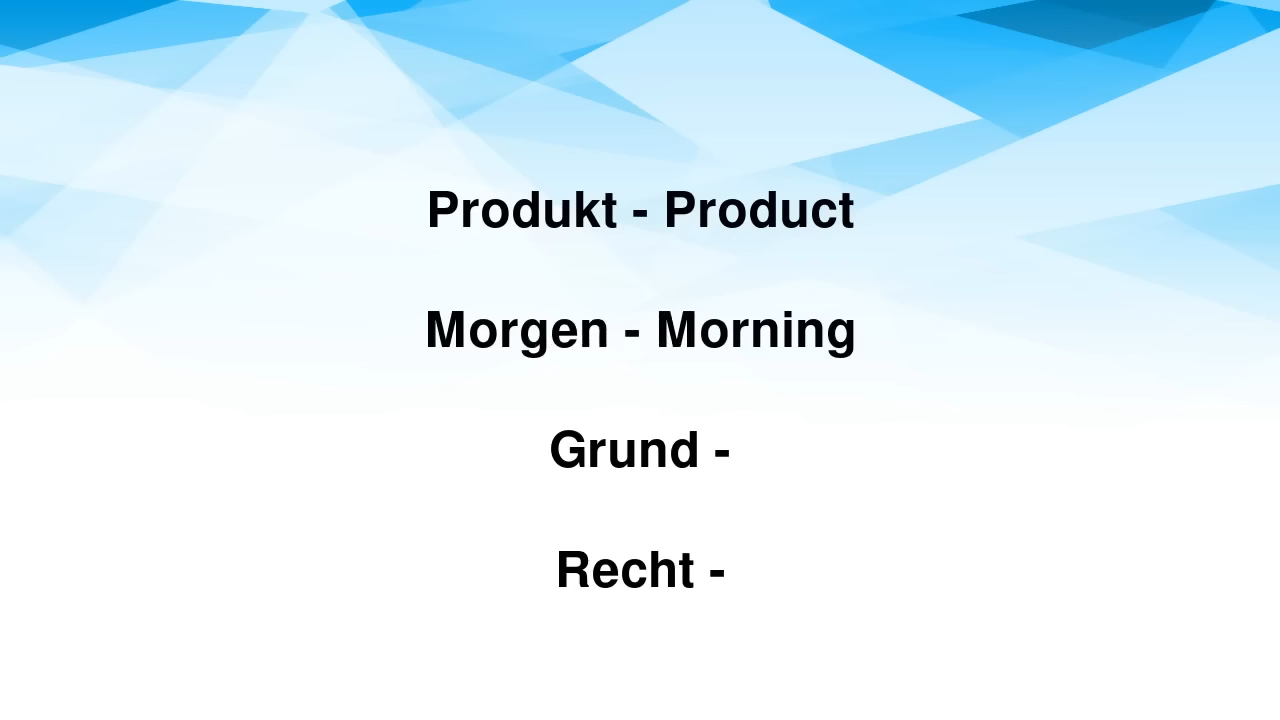 Produkt - Product
Morgen - Morning
Grund -
Recht -